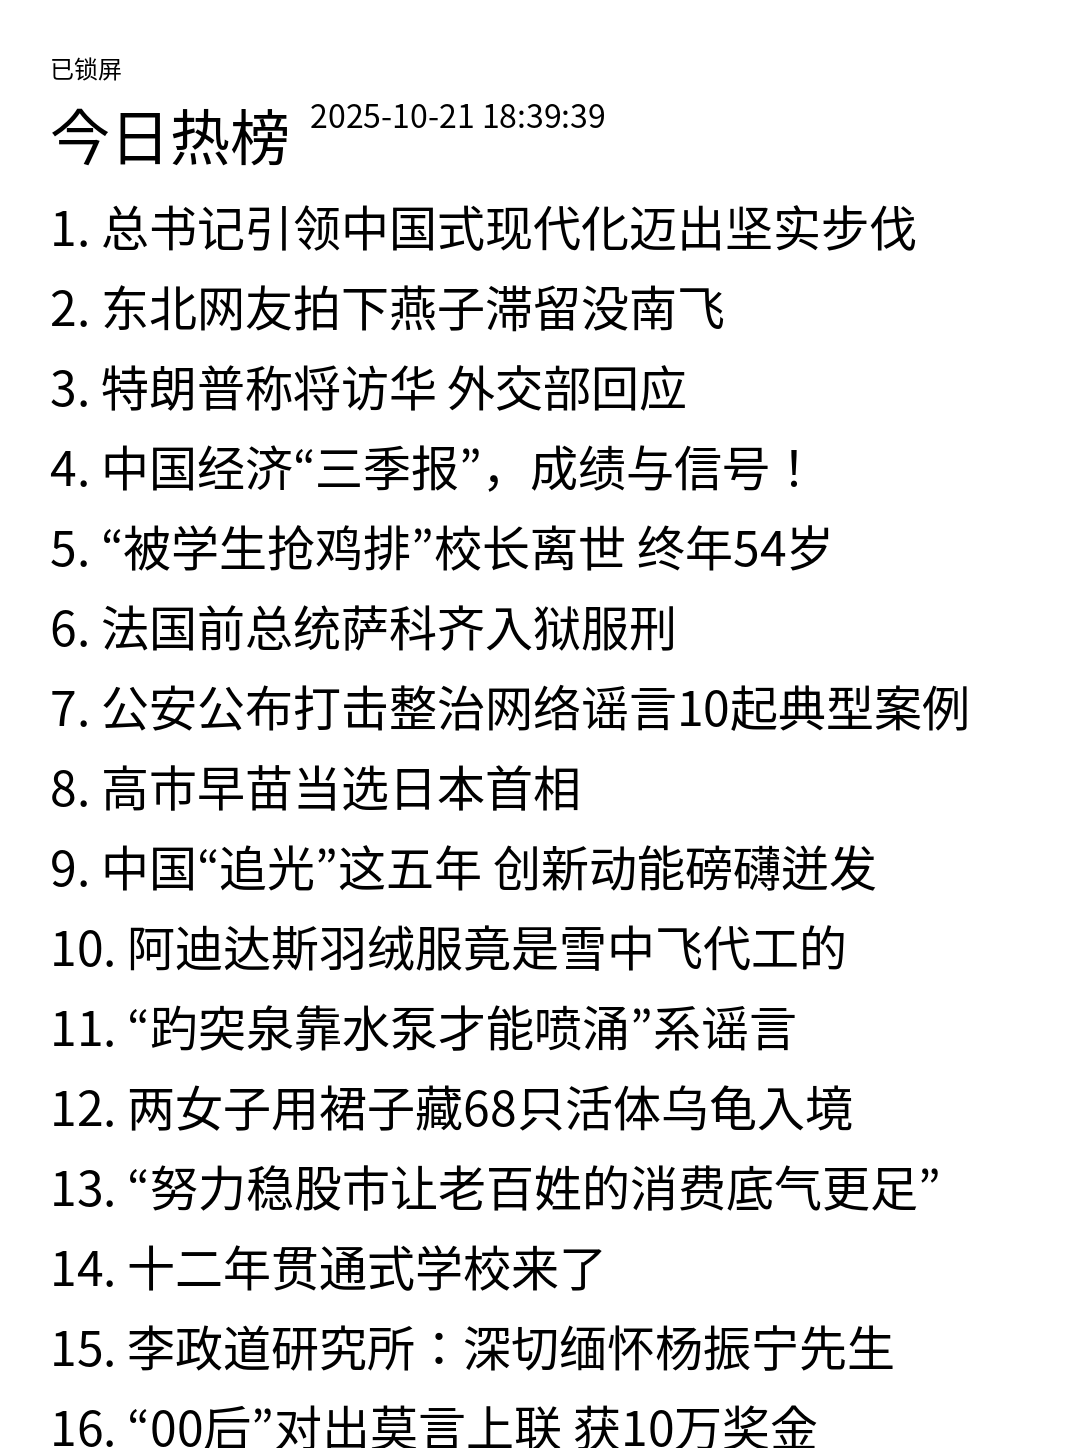 已锁屏
今日热榜 2025-10-21 18:39:39
1. 总书记引领中国式现代化迈出坚实步伐
2. 东北网友拍下燕子滞留没南飞
3. 特朗普称将访华 外交部回应
4. 中国经济“三季报”，成绩与信号！
5. “被学生抢鸡排”校长离世 终年54岁
6. 法国前总统萨科齐入狱服刑
7. 公安公布打击整治网络谣言10起典型案例
8. 高市早苗当选日本首相
9. 中国“追光”这五年 创新动能磅礴迸发
10. 阿迪达斯羽绒服竟是雪中飞代工的
11. “趵突泉靠水泵才能喷涌”系谣言
12. 两女子用裙子藏68只活体乌龟入境
13. “努力稳股市让老百姓的消费底气更足”
14. 十二年贯通式学校来了
15. 李政道研究所：深切缅怀杨振宁先生
16. “00后”对出莫言上联 获10万奖金